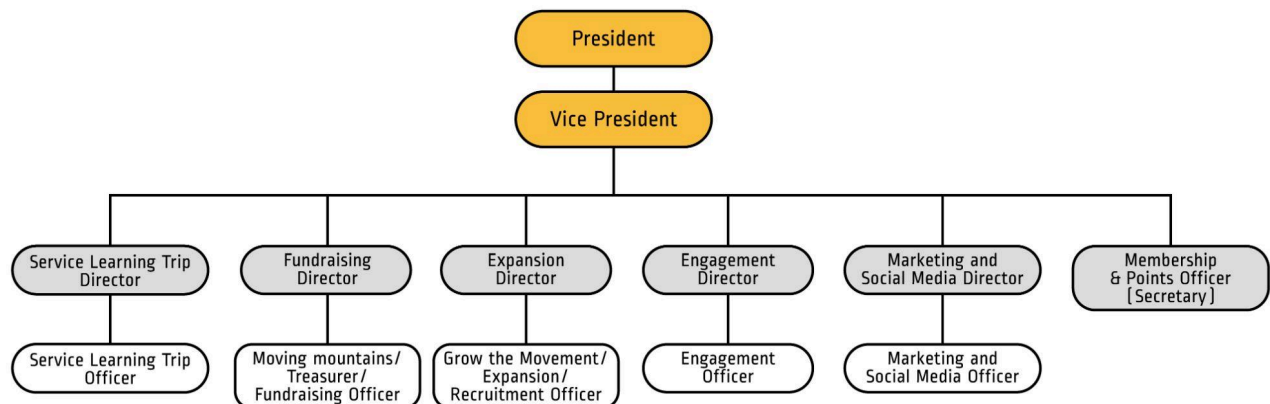 President
Vice President
Service Learning Trip
Director
Fundraising
Director
Expansion
Director
Engagement
Director
Marketing and
Social Media Director
Membership
& Points Officer
(Secretary)
Service Learning Trip
Officer
Moving mountains/
Treasurer/
Fundraising Officer
Grow the Movement/
Expansion/
Recruitment Officer
Engagement
Officer
Marketing and
Social Media Officer